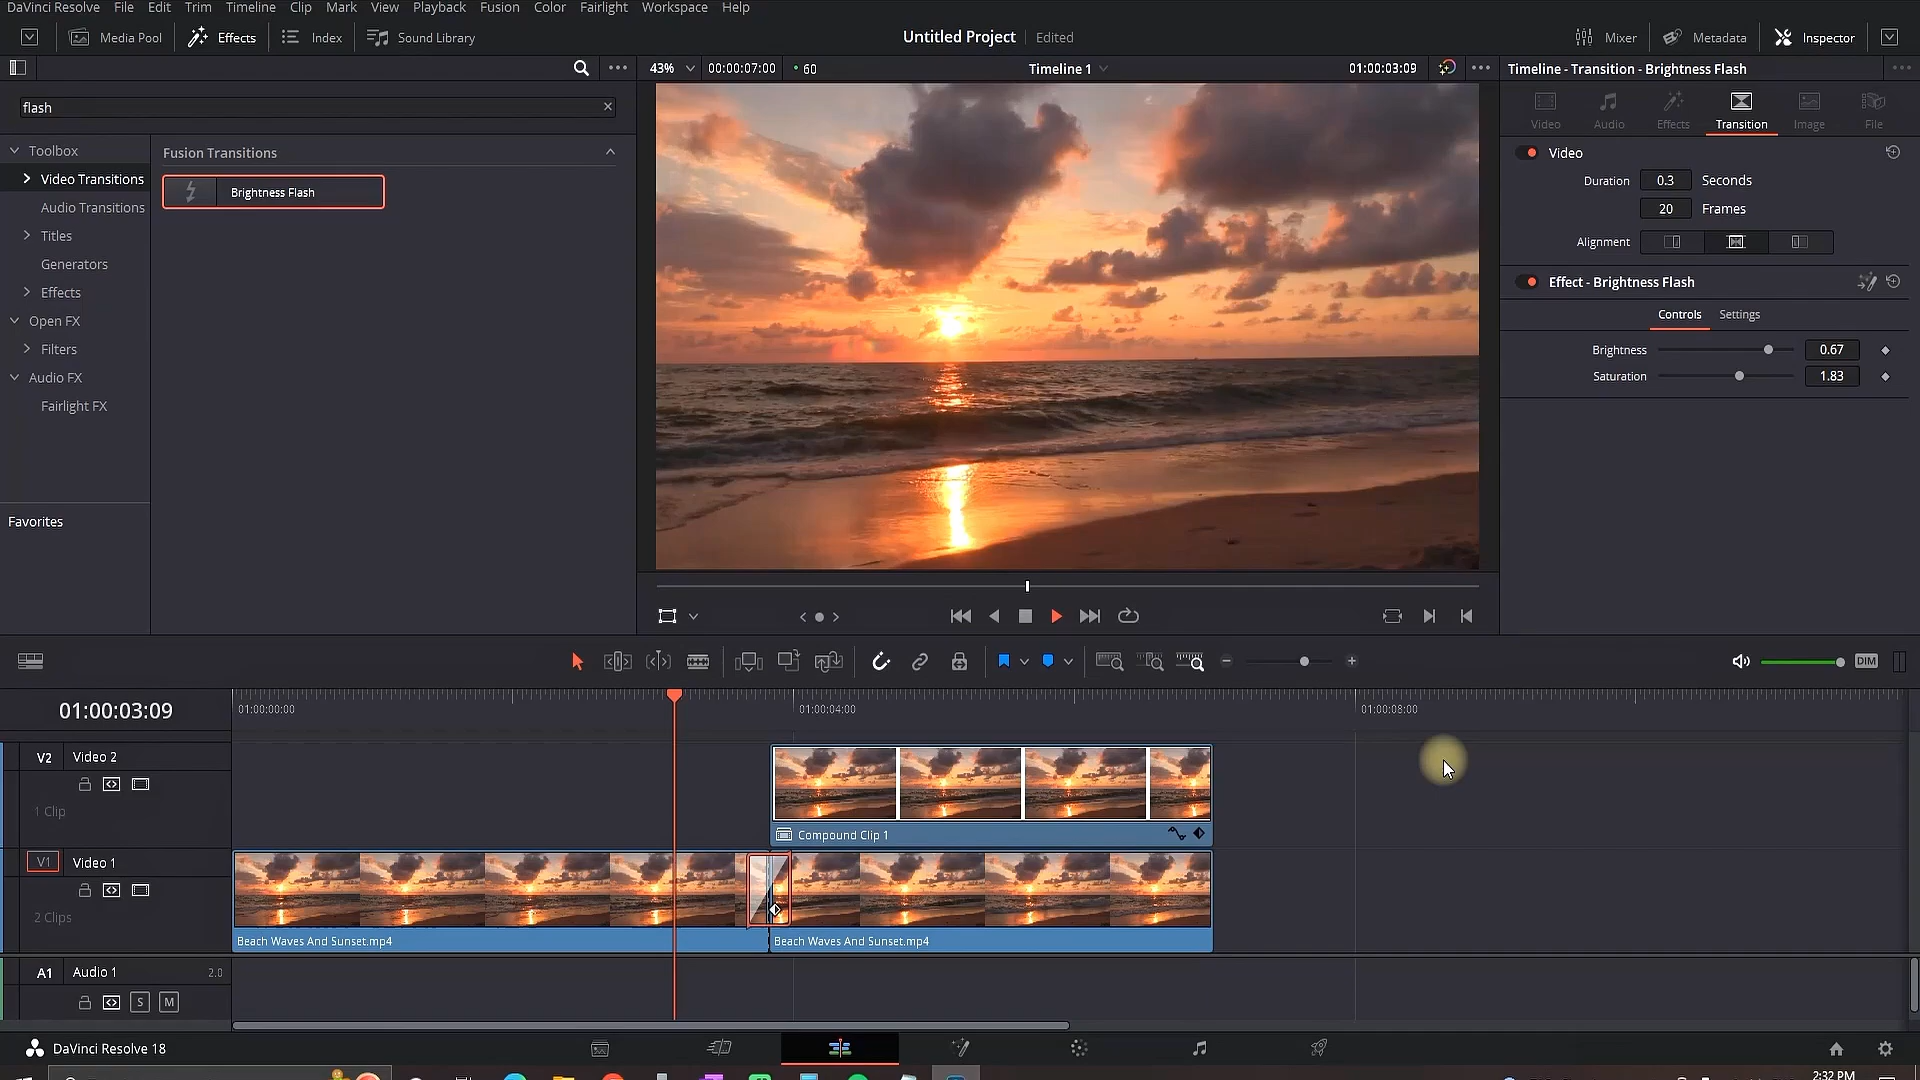 DaVinci Resolve File Edit Trim Timeline Clip Mark View Playback Fusion Color Fairlight Workspace Help
Media Pool Effects Index Sound Library Untitled Project Edited Mixer Metadata Inspector
43% 00:00:07:00 60 Timeline 1 01:00:03:09 Timeline - Transition - Brightness Flash
flash
Video Audio Effects Transition Image File
Toolbox
Video Transitions
Audio Transitions
Titles
Generators
Effects
Open FX
Filters
Audio FX
Fairlight FX
Favorites
Fusion Transitions
Brightness Flash
Video
Duration 0.3 Seconds
20 Frames
Alignment
Effect - Brightness Flash
Controls Settings
Brightness 0.67
Saturation 1.83
DIM
01:00:03:09 01:00:00:00 01:00:04:00 01:00:08:00
V2 Video 2
1 Clip
Compound Clip 1
V1 Video 1
2 Clips
Beach Waves And Sunset.mp4 Beach Waves And Sunset.mp4
A1 Audio 1 2.0
S M
DaVinci Resolve 18
2:32 PM